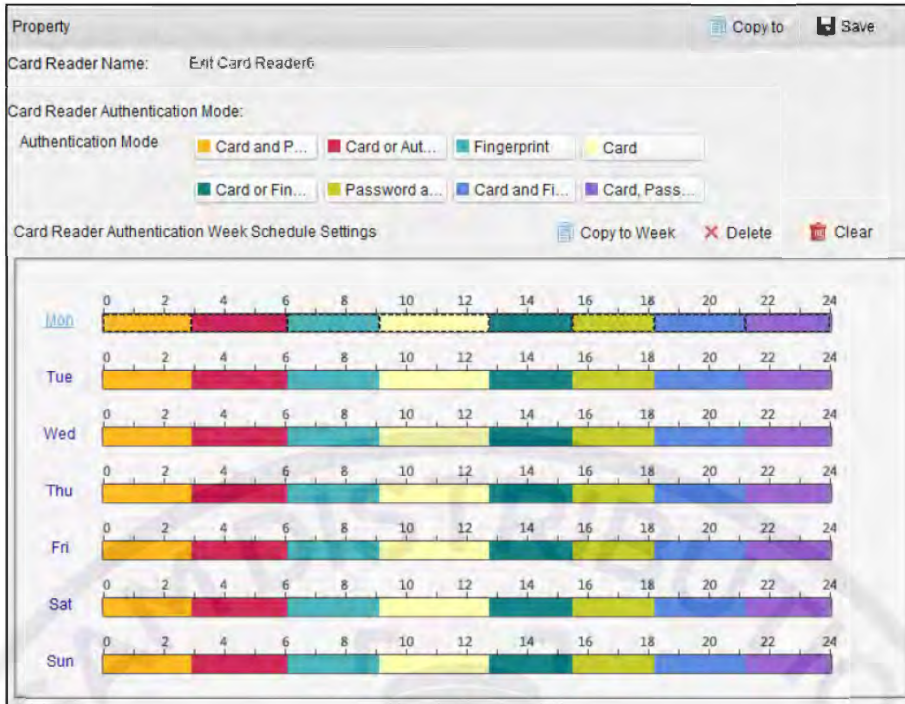 Property Copy to Save
Card Reader Name: Exit Card Reader6
Card Reader Authentication Mode:
Authentication Mode Card and P... Card or Aut... Fingerprint Card
Card or Fin... Password a... Card and Fi... Card, Pass...
Card Reader Authentication Week Schedule Settings Copy to Week Delete Clear
0 2 4 6 8 10 12 14 16 18 20 22 24
Mon
0 2 4 6 8 10 12 14 16 18 20 22 24
Tue
0 2 4 6 8 10 12 14 16 18 20 22 24
Wed
0 2 4 6 8 10 12 14 16 18 20 22 24
Thu
0 2 4 6 8 10 12 14 16 18 20 22 24
Fri
0 2 4 6 8 10 12 14 16 18 20 22 24
Sat
0 2 4 6 8 10 12 14 16 18 20 22 24
Sun